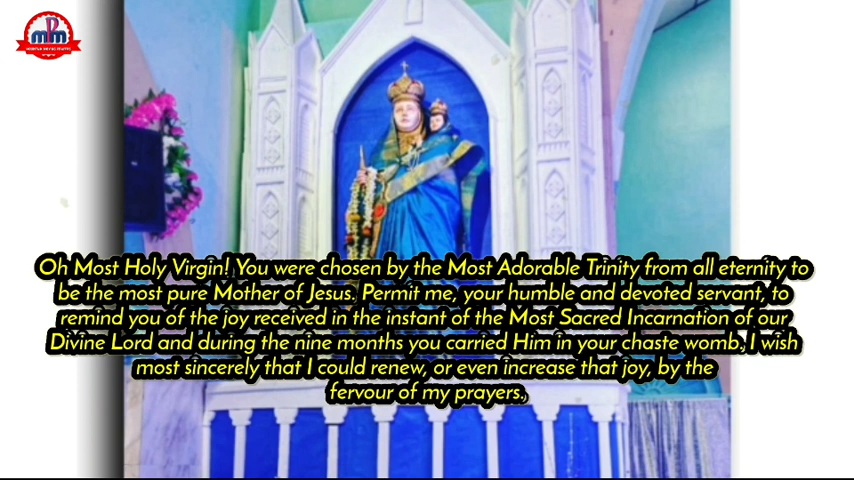 mpm
Oh Most Holy Virgin! You were chosen by the Most Adorable Trinity from all eternity to
be the most pure Mother of Jesus. Permit me, your humble and devoted servant, to
remind you of the joy received in the instant of the Most Sacred Incarnation of our
Divine Lord and during the nine months you carried Him in your chaste womb. I wish
most sincerely that I could renew, or even increase that joy, by the
fervour of my prayers.